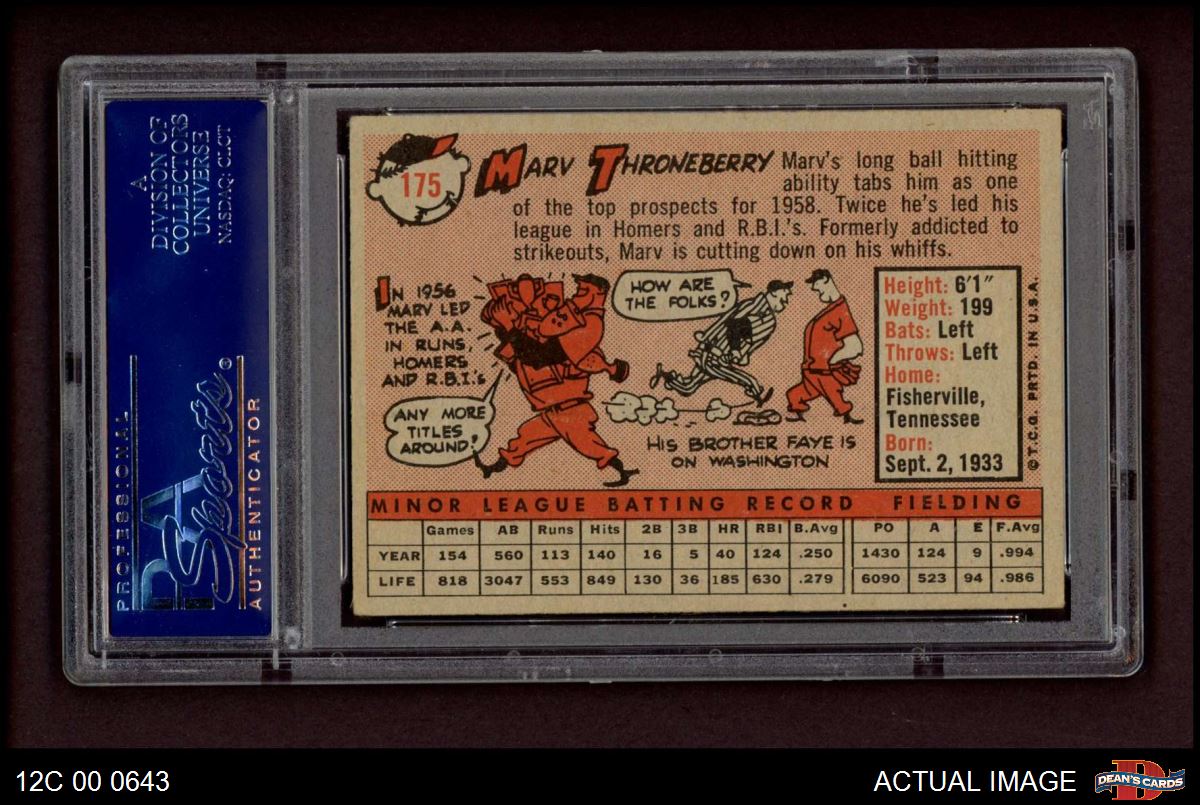 A
DIVISION OF
COLLECTORS
UNIVERSE
NASDAQ: CLCT
PROFESSIONAL
PSA
Sports®
AUTHENTICATOR
175
MARV THRONEBERRY
Marv's long ball hitting
ability tabs him as one
of the top prospects for 1958. Twice he's led his
league in Homers and R.B.I.'s. Formerly addicted to
strikeouts, Marv is cutting down on his whiffs.
IN 1956
MARV LED
THE A.A.
IN RUNS,
HOMERS
AND R.B.I.'s
ANY MORE
TITLES
AROUND?
HOW ARE
THE FOLKS?
HIS BROTHER FAYE IS
ON WASHINGTON
Height: 6'1"
Weight: 199
Bats: Left
Throws: Left
Home:
Fisherville,
Tennessee
Born:
Sept. 2, 1933
©T.C.G. PRTD. IN U.S.A.
MINOR LEAGUE BATTING RECORD FIELDING
Games AB Runs Hits 2B 3B HR RBI B.Avg PO A E F.Avg
YEAR 154 560 113 140 16 5 40 124 .250 1430 124 9 .994
LIFE 818 3047 553 849 130 36 185 630 .279 6090 523 94 .986
12C 00 0643
ACTUAL IMAGE
DEAN'S CARDS